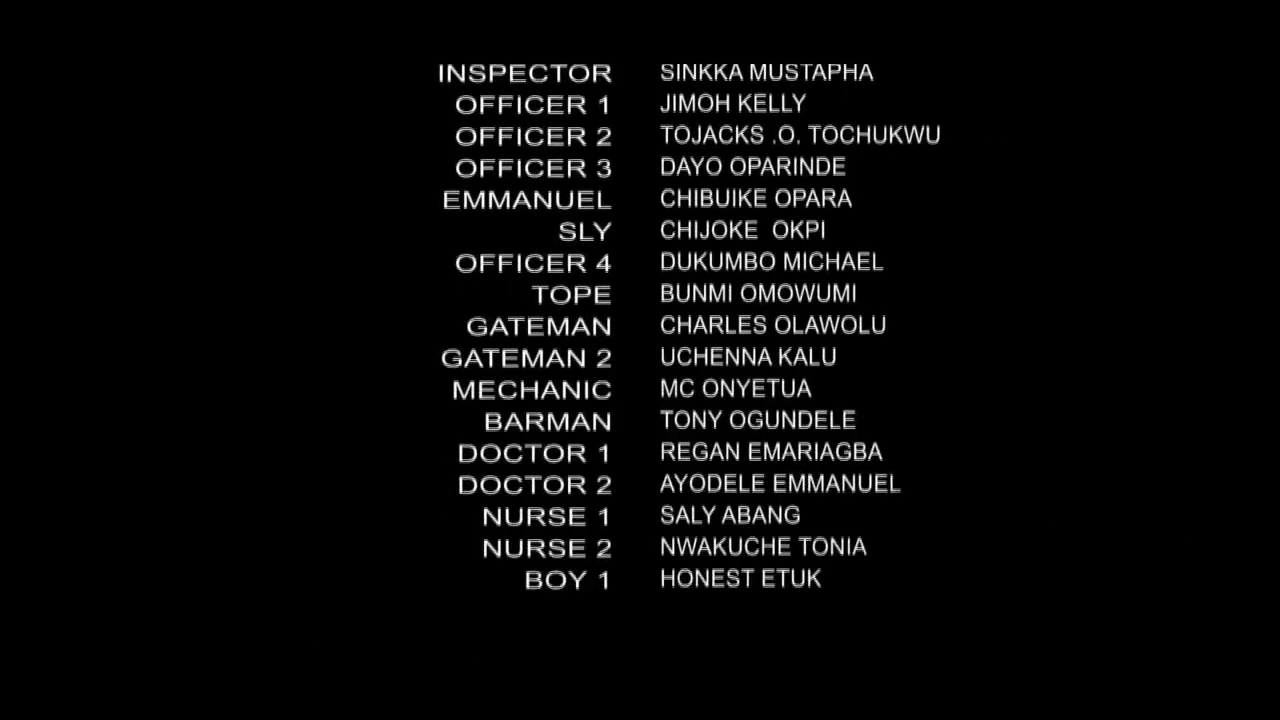 INSPECTOR SINKKA MUSTAPHA
OFFICER 1 JIMOH KELLY
OFFICER 2 TOJACKS .O. TOCHUKWU
OFFICER 3 DAYO OPARINDE
EMMANUEL CHIBUIKE OPARA
SLY CHIJOKE OKPI
OFFICER 4 DUKUMBO MICHAEL
TOPE BUNMI OMOWUMI
GATEMAN CHARLES OLAWOLU
GATEMAN 2 UCHENNA KALU
MECHANIC MC ONYETUA
BARMAN TONY OGUNDELE
DOCTOR 1 REGAN EMARIAGBA
DOCTOR 2 AYODELE EMMANUEL
NURSE 1 SALY ABANG
NURSE 2 NWAKUCHE TONIA
BOY 1 HONEST ETUK